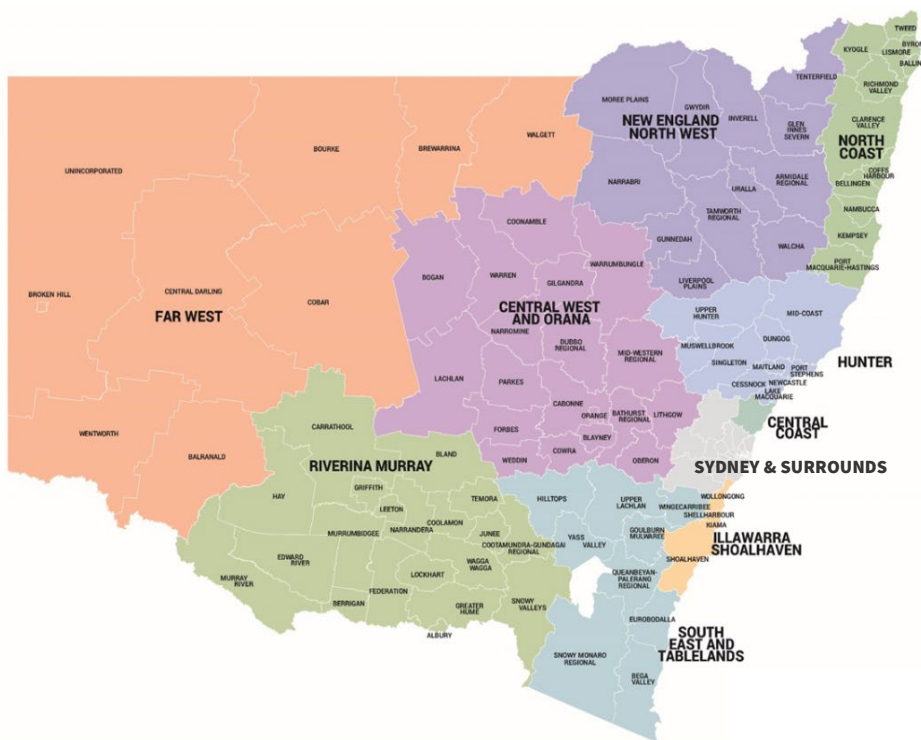 TWEED
KYOGLE
BYRON
LISMORE
BALLINA
RICHMOND
VALLEY
TENTERFIELD
MOREE PLAINS
GWYDIR
INVERELL
NEW ENGLAND
NORTH WEST
GLEN
INNES
SEVERN
CLARENCE
VALLEY
NORTH
COAST
WALGETT
BREWARRINA
BOURKE
UNINCORPORATED
NARRABRI
ARMIDALE
REGIONAL
URALLA
COFFS
HARBOUR
BELLINGEN
NAMBUCCA
TAMWORTH
REGIONAL
COONAMBLE
GUNNEDAH
WALCHA
KEMPSEY
PORT
MACQUARIE-HASTINGS
WARRUMBUNGLE
BOGAN
WARREN
GILGANDRA
LIVERPOOL
PLAINS
CENTRAL DARLING
BROKEN HILL
COBAR
FAR WEST
CENTRAL WEST
AND ORANA
UPPER
HUNTER
MID-COAST
NARROMINE
DUBBO
REGIONAL
MID-WESTERN
REGIONAL
MUSWELLBROOK
DUNGOG
SINGLETON
MAITLAND
PORT
STEPHENS
HUNTER
LACHLAN
PARKES
CESSNOCK
NEWCASTLE
LAKE
MACQUARIE
CABONNE
ORANGE
BATHURST
REGIONAL
LITHGOW
CENTRAL
COAST
WENTWORTH
CARRATHOOL
FORBES
BLAYNEY
BALRANALD
BLAND
WEDDIN
COWRA
OBERON
RIVERINA MURRAY
SYDNEY & SURROUNDS
HAY
GRIFFITH
LEETON
TEMORA
HILLTOPS
UPPER
LACHLAN
WINGECARRIBEE
WOLLONGONG
SHELLHARBOUR
KIAMA
MURRUMBIDGEE
NARRANDERA
COOLAMON
JUNEE
COOTAMUNDRA-GUNDAGAI
REGIONAL
YASS
VALLEY
GOULBURN
MULWAREE
ILLAWARRA
SHOALHAVEN
SHOALHAVEN
EDWARD
RIVER
WAGGA
WAGGA
LOCKHART
QUEANBEYAN-
PALERANG
REGIONAL
MURRAY
RIVER
BERRIGAN
FEDERATION
GREATER
HUME
SNOWY
VALLEYS
ALBURY
EUROBODALLA
SOUTH
EAST AND
TABLELANDS
SNOWY MONARO
REGIONAL
BEGA
VALLEY